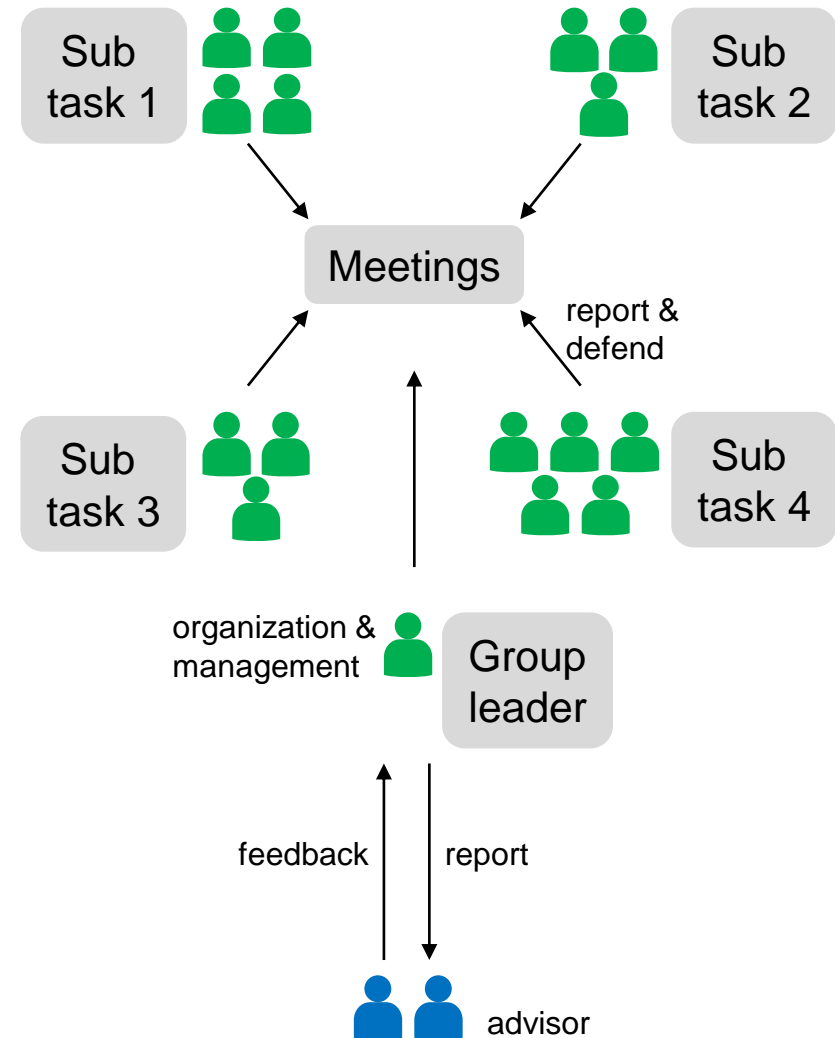 Sub
task 1
Sub
task 2
Meetings
report &
defend
Sub
task 3
Sub
task 4
organization &
management
Group
leader
feedback
report
advisor